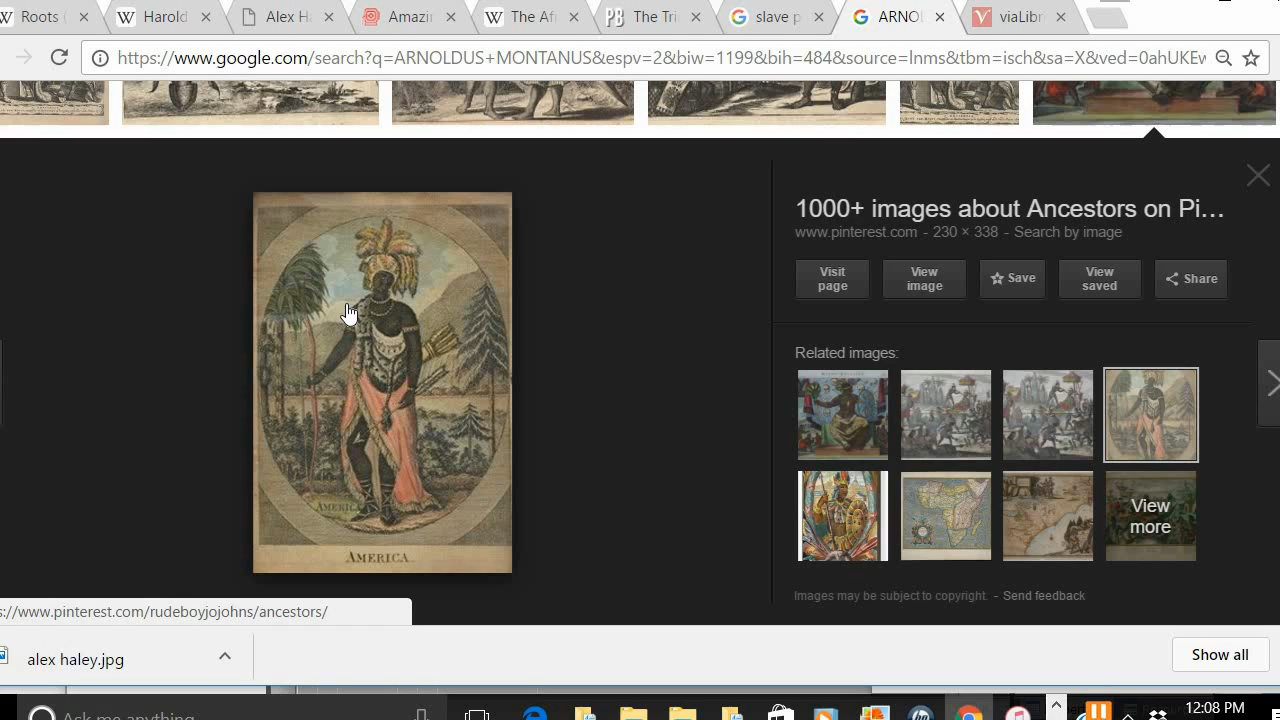 Roots (
Harold
Alex H
Amazi
The Af
The Tri
slave p
ARNO
viaLibr
https://www.google.com/search?q=ARNOLDUS+MONTANUS&espv=2&biw=1199&bih=484&source=lnms&tbm=isch&sa=X&ved=0ahUKEw
1000+ images about Ancestors on Pi...
www.pinterest.com - 230 × 338 - Search by image
Visit page
View image
Save
View saved
Share
Related images:
View more
AMERICA
AMERICA.
Images may be subject to copyright. - Send feedback
s://www.pinterest.com/rudeboyjojohns/ancestors/
alex haley.jpg
Show all
Ask me anything
12:08 PM